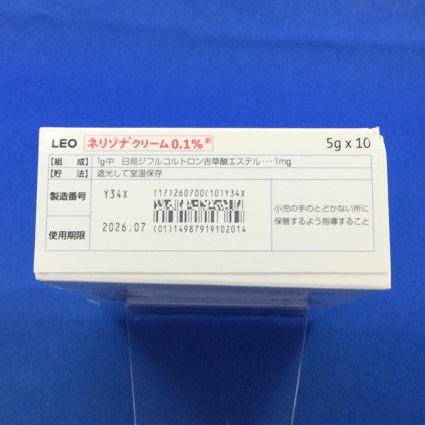 LEO ネリゾナ®クリーム0.1% 劇 5g x 10
【組 成】 1g中 日局ジフルコルトロン吉草酸エステル…1mg
【貯 法】 遮光して室温保存
製造番号 Y34X (17)260700(10)Y34X
使用期限 2026.07 (01)14987919102014
小児の手のとどかない所に
保管するよう指導すること